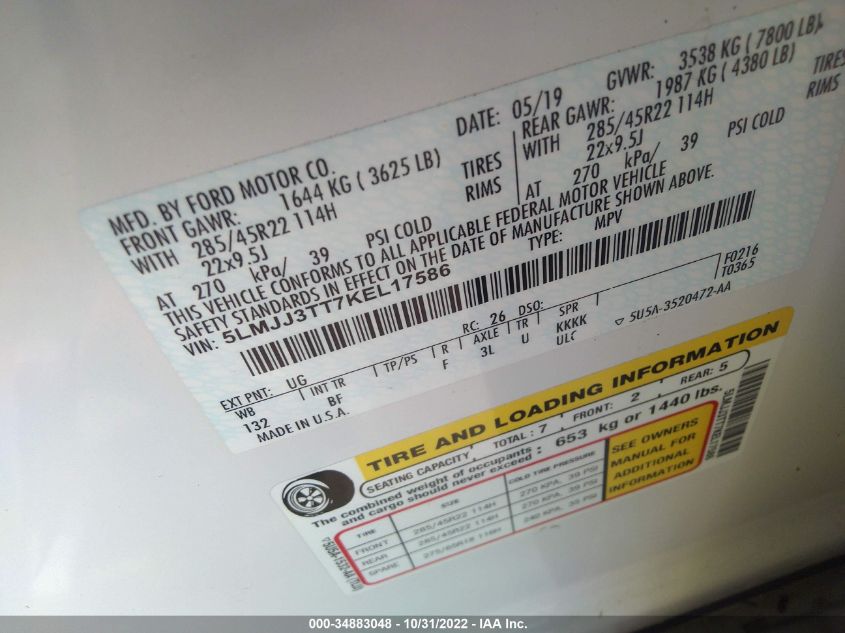 MFD. BY FORD MOTOR CO.
DATE: 05/19 GVWR: 3538 KG ( 7800 LB)
FRONT GAWR: 1644 KG ( 3625 LB) REAR GAWR: 1987 KG ( 4380 LB)
WITH 285/45R22 114H TIRES WITH 285/45R22 114H TIRES
22x9.5J RIMS 22x9.5J RIMS
AT 270 kPa/ 39 PSI COLD AT 270 kPa/ 39 PSI COLD
THIS VEHICLE CONFORMS TO ALL APPLICABLE FEDERAL MOTOR VEHICLE
SAFETY STANDARDS IN EFFECT ON THE DATE OF MANUFACTURE SHOWN ABOVE.
VIN: 5LMJJ3TT7KEL17586 TYPE: MPV
F0216
T0365
EXT PNT: UG RC: 26 DSO:
WB INT TR TP/PS R AXLE TR SPR
132 BF F 3L U KKKK
ULC
MADE IN U.S.A. 5U5A-3520472-AA
TIRE AND LOADING INFORMATION
SEATING CAPACITY TOTAL: 7 FRONT: 2 REAR: 5
The combined weight of occupants and cargo should never exceed : 653 kg or 1440 lbs.
TIRE SIZE COLD TIRE PRESSURE
FRONT 285/45R22 114H 270 KPA, 39 PSI
REAR 285/45R22 114H 270 KPA, 39 PSI
SPARE 275/65R18 116H 240 KPA, 35 PSI
SEE OWNERS
MANUAL FOR
ADDITIONAL
INFORMATION
000-34883048 - 10/31/2022 - IAA Inc.